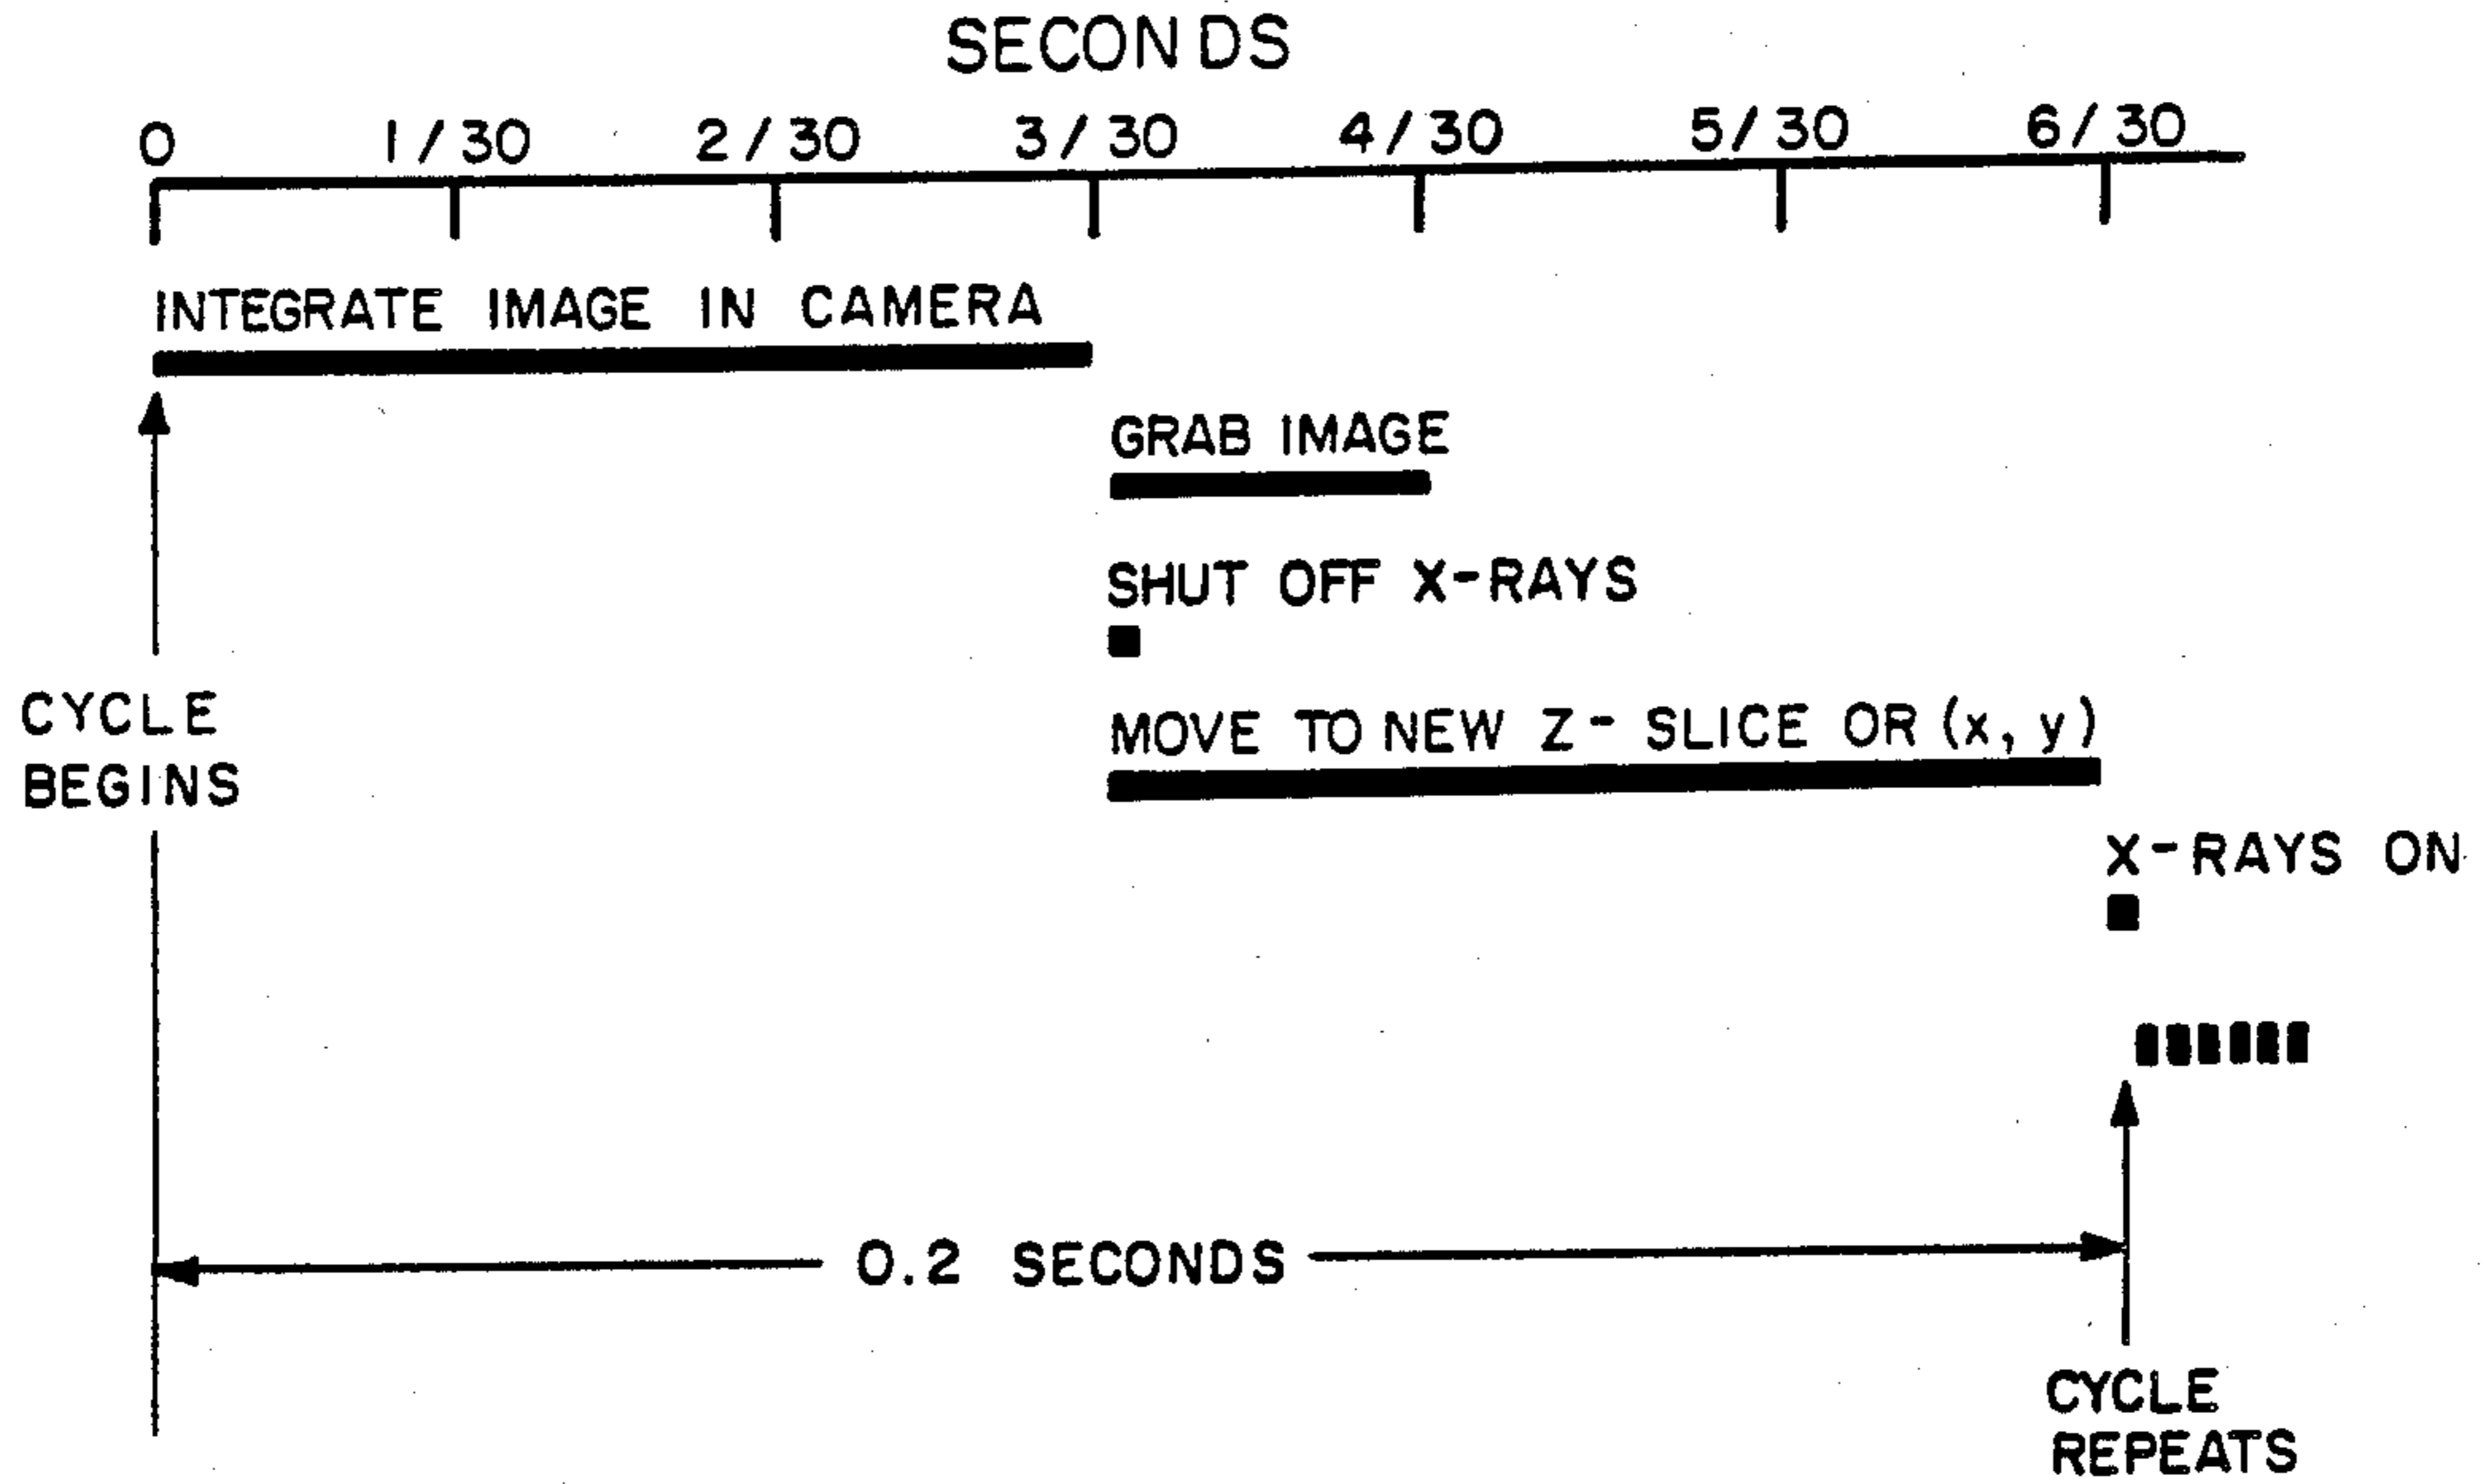 SECONDS
0 1/30 2/30 3/30 4/30 5/30 6/30
INTEGRATE IMAGE IN CAMERA
GRAB IMAGE
SHUT OFF X-RAYS
MOVE TO NEW Z- SLICE OR (x, y)
CYCLE
BEGINS
X-RAYS ON
0.2 SECONDS
CYCLE
REPEATS